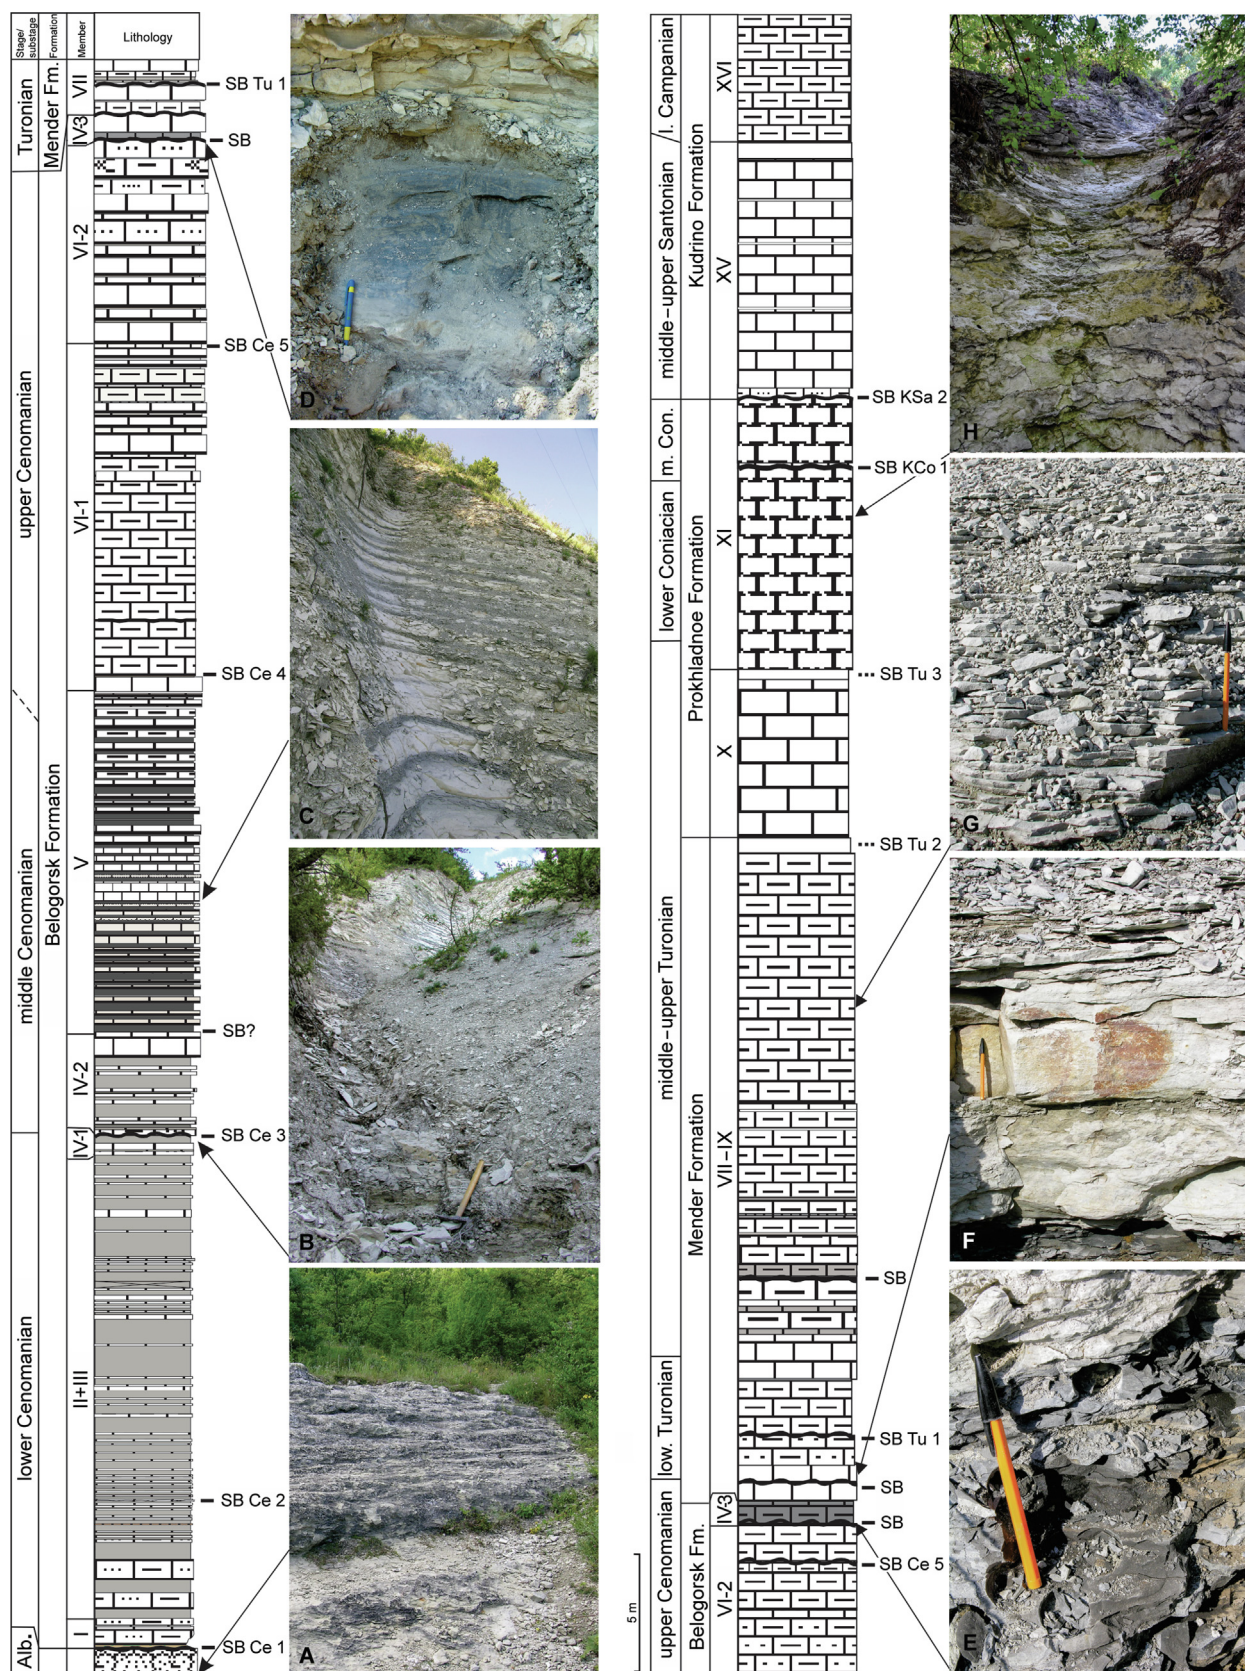 Stage/
substage
Formation
Member
Lithology
Turonian
Mender Fm.
VII
IV3
SB Tu 1
SB
upper Cenomanian
VI-2
SB Ce 5
VI-1
SB Ce 4
middle Cenomanian
Belogorsk Formation
V
SB?
IV-2
IV-1
SB Ce 3
lower Cenomanian
II+III
SB Ce 2
Alb.
I
SB Ce 1
D
C
B
A
l. Campanian
XVI
middle-upper Santonian
Kudrino Formation
XV
SB KSa 2
m. Con.
SB KCo 1
lower Coniacian
Prokhladnoe Formation
XI
SB Tu 3
X
SB Tu 2
middle-upper Turonian
Mender Formation
VII-IX
SB
low. Turonian
SB Tu 1
SB
IV3
SB
upper Cenomanian
Belogorsk Fm.
VI-2
SB Ce 5
5 m
H
G
F
E